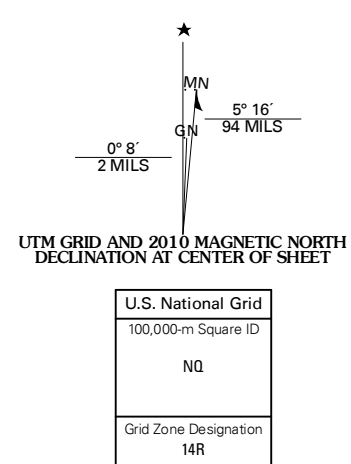 ★
MN
GN
5° 16´
94 MILS
0° 8´
2 MILS
UTM GRID AND 2010 MAGNETIC NORTH
DECLINATION AT CENTER OF SHEET
U.S. National Grid
100,000-m Square ID
NQ
Grid Zone Designation
14R